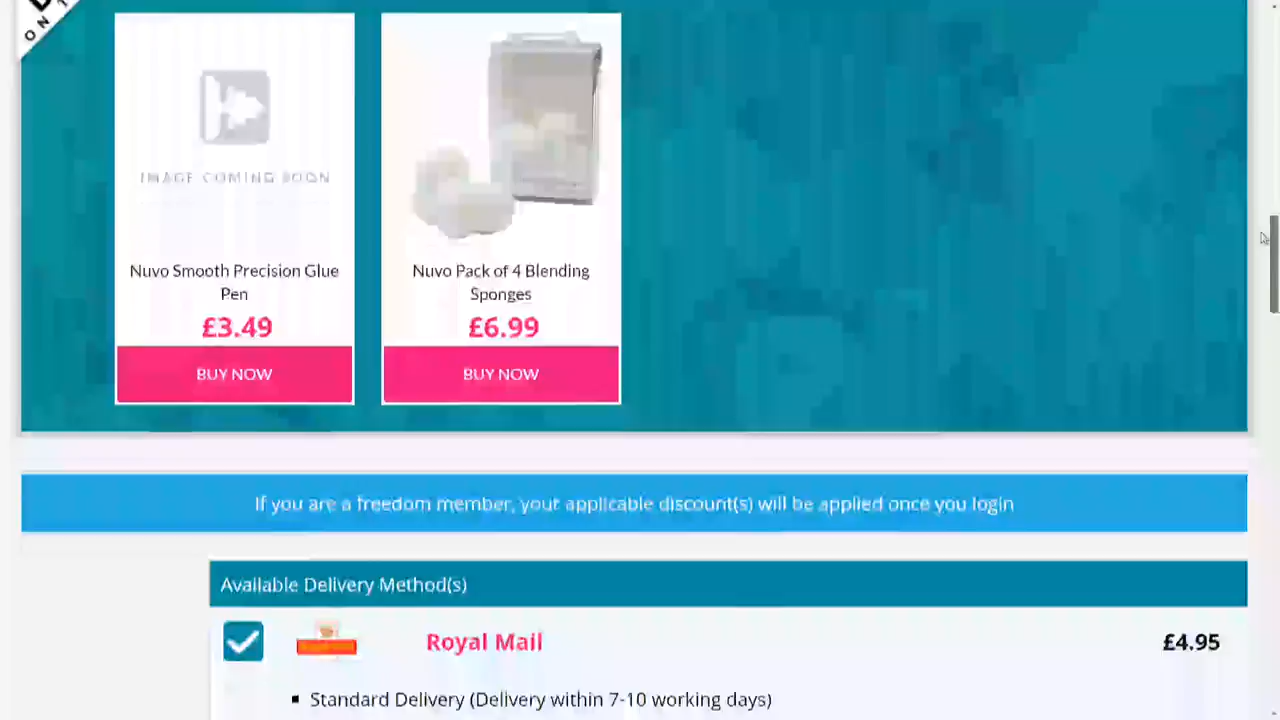 ON T
IMAGE COMING SOON
Nuvo Smooth Precision Glue
Pen
£3.49
BUY NOW
Nuvo Pack of 4 Blending
Sponges
£6.99
BUY NOW
If you are a freedom member, your applicable discount(s) will be applied once you login
Available Delivery Method(s)
Royal Mail
£4.95
▪ Standard Delivery (Delivery within 7-10 working days)